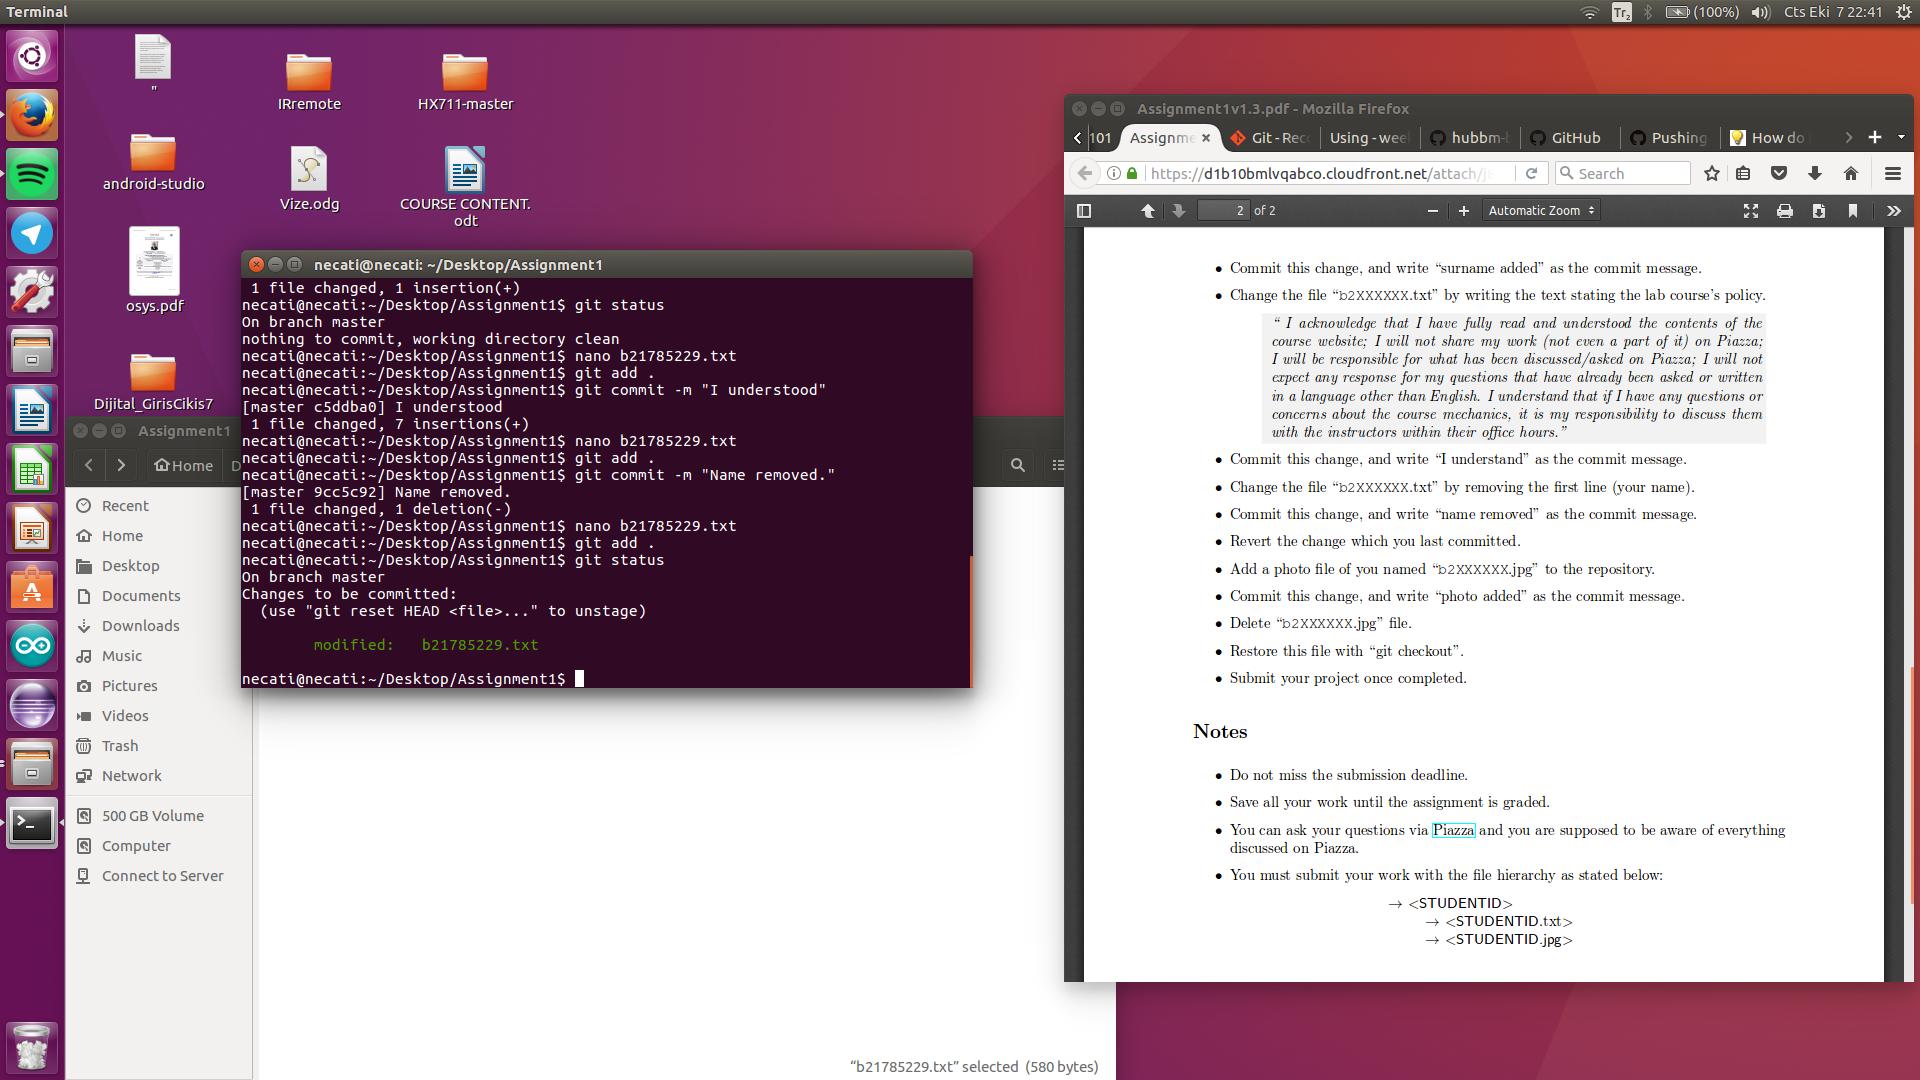 Terminal
Tr2
(100%)
Cts Eki 7 22:41
"
IRremote
HX711-master
android-studio
Vize.odg
COURSE CONTENT.
odt
osys.pdf
Dijital_GirisCikis7
Assignment1
Home
D
Recent
Home
Desktop
Documents
Downloads
Music
Pictures
Videos
Trash
Network
500 GB Volume
Computer
Connect to Server
"b21785229.txt" selected (580 bytes)
necati@necati: ~/Desktop/Assignment1
1 file changed, 1 insertion(+)
necati@necati:~/Desktop/Assignment1$ git status
On branch master
nothing to commit, working directory clean
necati@necati:~/Desktop/Assignment1$ nano b21785229.txt
necati@necati:~/Desktop/Assignment1$ git add .
necati@necati:~/Desktop/Assignment1$ git commit -m "I understood"
[master c5ddba0] I understood
1 file changed, 7 insertions(+)
necati@necati:~/Desktop/Assignment1$ nano b21785229.txt
necati@necati:~/Desktop/Assignment1$ git add .
necati@necati:~/Desktop/Assignment1$ git commit -m "Name removed."
[master 9cc5c92] Name removed.
1 file changed, 1 deletion(-)
necati@necati:~/Desktop/Assignment1$ nano b21785229.txt
necati@necati:~/Desktop/Assignment1$ git add .
necati@necati:~/Desktop/Assignment1$ git status
On branch master
Changes to be committed:
(use "git reset HEAD <file>..." to unstage)
modified: b21785229.txt
necati@necati:~/Desktop/Assignment1$
Assignment1v1.3.pdf - Mozilla Firefox
101
Assignme
Git - Rec
Using - wee
hubbm-
GitHub
Pushing
How do
https://d1b10bmlvqabco.cloudfront.net/attach/j
Search
2 of 2
Automatic Zoom
• Commit this change, and write “surname added” as the commit message.
• Change the file “b2XXXXXX.txt” by writing the text stating the lab course's policy.
“ I acknowledge that I have fully read and understood the contents of the
course website; I will not share my work (not even a part of it) on Piazza;
I will be responsible for what has been discussed/asked on Piazza; I will not
expect any response for my questions that have already been asked or written
in a language other than English. I understand that if I have any questions or
concerns about the course mechanics, it is my responsibility to discuss them
with the instructors within their office hours.”
• Commit this change, and write “I understand” as the commit message.
• Change the file “b2XXXXXX.txt” by removing the first line (your name).
• Commit this change, and write “name removed” as the commit message.
• Revert the change which you last committed.
• Add a photo file of you named “b2XXXXXX.jpg” to the repository.
• Commit this change, and write “photo added” as the commit message.
• Delete “b2XXXXXX.jpg” file.
• Restore this file with “git checkout”.
• Submit your project once completed.
Notes
• Do not miss the submission deadline.
• Save all your work until the assignment is graded.
• You can ask your questions via Piazza and you are supposed to be aware of everything
discussed on Piazza.
• You must submit your work with the file hierarchy as stated below:
→ <STUDENTID>
→ <STUDENTID.txt>
→ <STUDENTID.jpg>